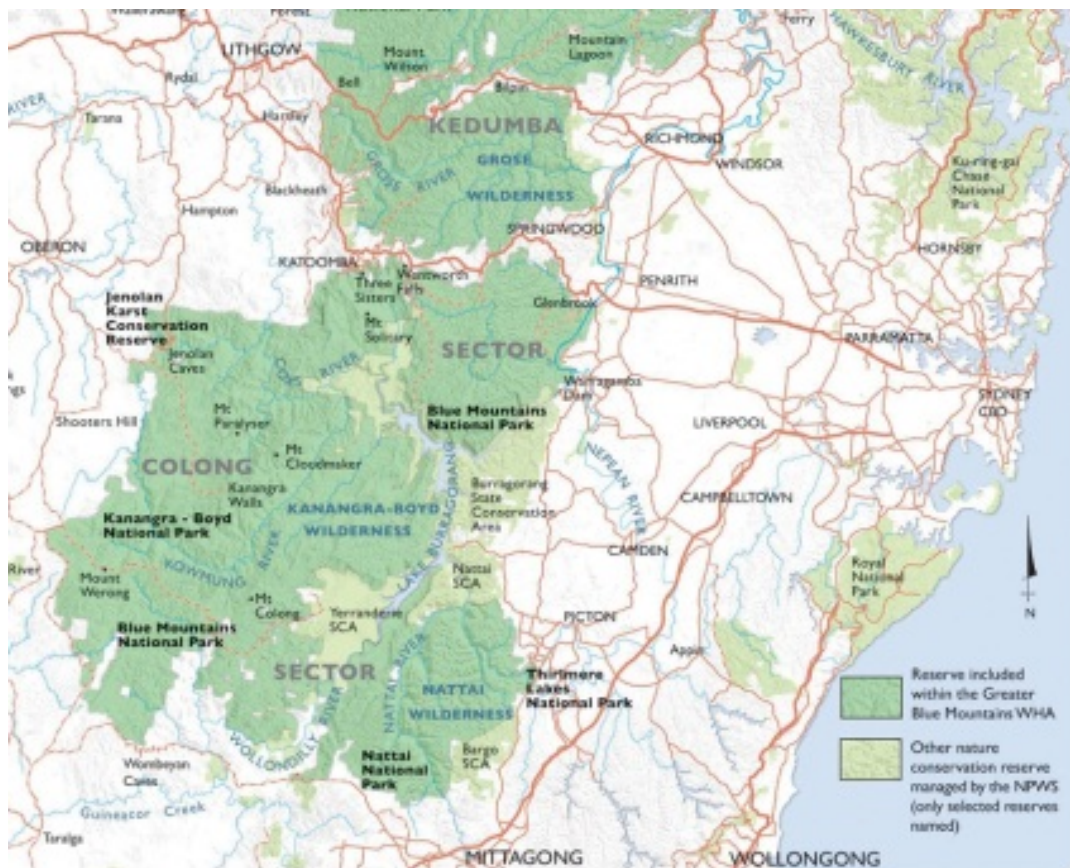 LITHGOW
Rydal
Bell
Mount
Wilson
Mountain
Lagoon
Bilpin
Ferry
HAWKESBURY RIVER
RIVER
Tarana
Hartley
KEDUMBA
RICHMOND
WINDSOR
GROSE
WILDERNESS
GROSE RIVER
Ku-ring-gai
Chase
National
Park
Blackheath
Hampton
OBERON
SPRINGWOOD
HORNSBY
KATOOMBA
Wentworth
Falls
Three
Sisters
PENRITH
Glenbrook
Jenolan
Karst
Conservation
Reserve
Mt
Solitary
SECTOR
PARRAMATTA
Jenolan
Caves
COXS RIVER
Warragamba
Dam
SYDNEY
CBD
Shooters Hill
Mt
Paralyser
Blue Mountains
National Park
LIVERPOOL
COLONG
Mt
Cloudmaker
NEPEAN RIVER
Kanangra
Walls
Burragorang
State
Conservation
Area
CAMPBELLTOWN
KANANGRA-BOYD
WILDERNESS
LAKE BURRAGORANG
Kanangra - Boyd
National Park
CAMDEN
River
KOWMUNG RIVER
Nattai
SCA
Royal
National
Park
Mount
Werong
Mt
Colong
Yerranderie
SCA
N
PICTON
Blue Mountains
National Park
Appin
SECTOR
NATTAI RIVER
NATTAI
WILDERNESS
Thirlmere
Lakes
National Park
Reserve included
within the Greater
Blue Mountains WHA
WOLLONDILLY RIVER
Bargo
SCA
Nattai
National
Park
Wombeyan
Caves
Other nature
conservation reserve
managed by the NPWS
(only selected reserves
named)
Guineacor Creek
Taralga
MITTAGONG
WOLLONGONG